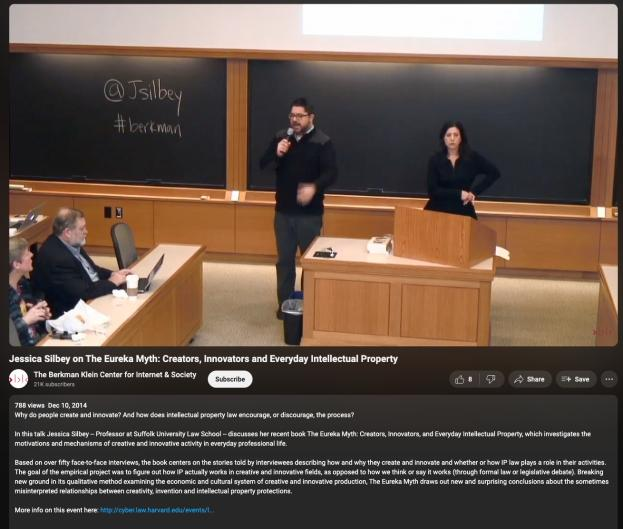 @Jsilbey
#berkman
Jessica Silbey on The Eureka Myth: Creators, Innovators and Everyday Intellectual Property
The Berkman Klein Center for Internet & Society
21K subscribers
Subscribe
8
Share
Save
788 views Dec 10, 2014
Why do people create and innovate? And how does intellectual property law encourage, or discourage, the process?
In this talk Jessica Silbey – Professor at Suffolk University Law School – discusses her recent book The Eureka Myth: Creators, Innovators, and Everyday Intellectual Property, which investigates the
motivations and mechanisms of creative and innovative activity in everyday professional life.
Based on over fifty face-to-face interviews, the book centers on the stories told by interviewees describing how and why they create and innovate and whether or how IP law plays a role in their activities.
The goal of the empirical project was to figure out how IP actually works in creative and innovative fields, as opposed to how we think or say it works (through formal law or legislative debate). Breaking
new ground in its qualitative method examining the economic and cultural system of creative and innovative production, The Eureka Myth draws out new and surprising conclusions about the sometimes
misinterpreted relationships between creativity, invention and intellectual property protections.
More info on this event here: http://cyber.law.harvard.edu/events/l...